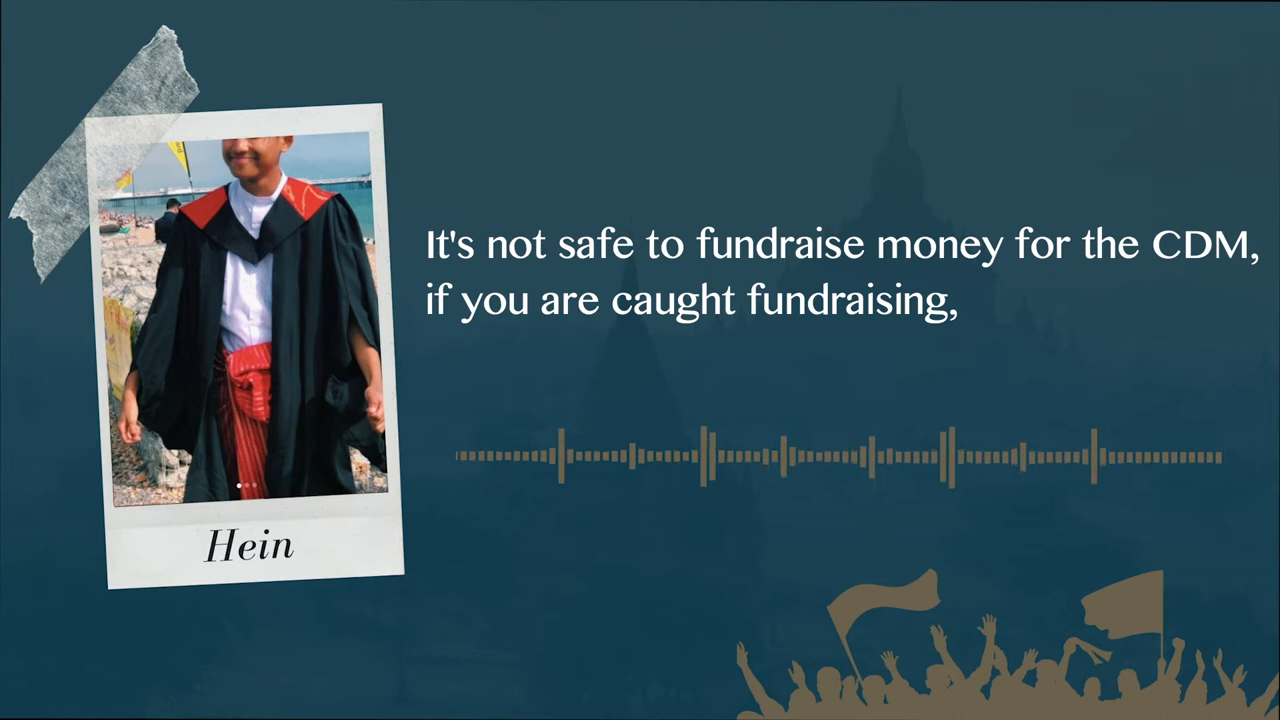 It's not safe to fundraise money for the CDM,
if you are caught fundraising,
Hein